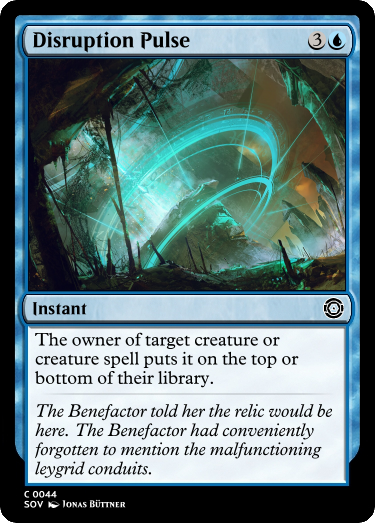 Disruption Pulse 3
Instant
The owner of target creature or
creature spell puts it on the top or
bottom of their library.
The Benefactor told her the relic would be
here. The Benefactor had conveniently
forgotten to mention the malfunctioning
leygrid conduits.
C 0044
SOV Jonas Büttner